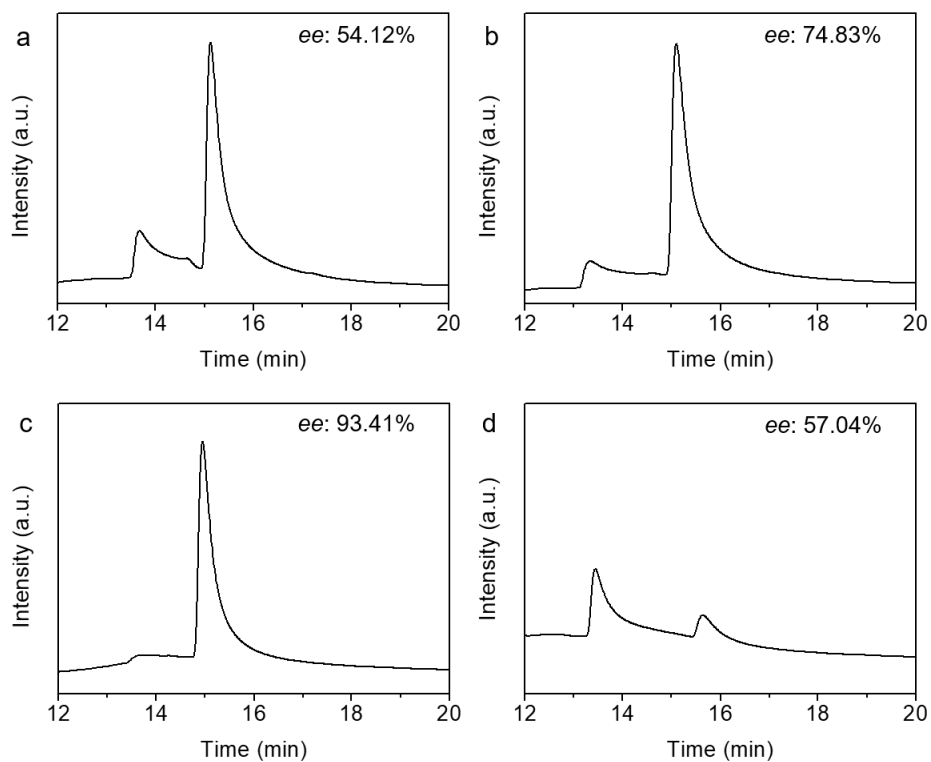 a
ee: 54.12%
Intensity (a.u.)
12 14 16 18 20
Time (min)
b
ee: 74.83%
Intensity (a.u.)
12 14 16 18 20
Time (min)
c
ee: 93.41%
Intensity (a.u.)
12 14 16 18 20
Time (min)
d
ee: 57.04%
Intensity (a.u.)
12 14 16 18 20
Time (min)